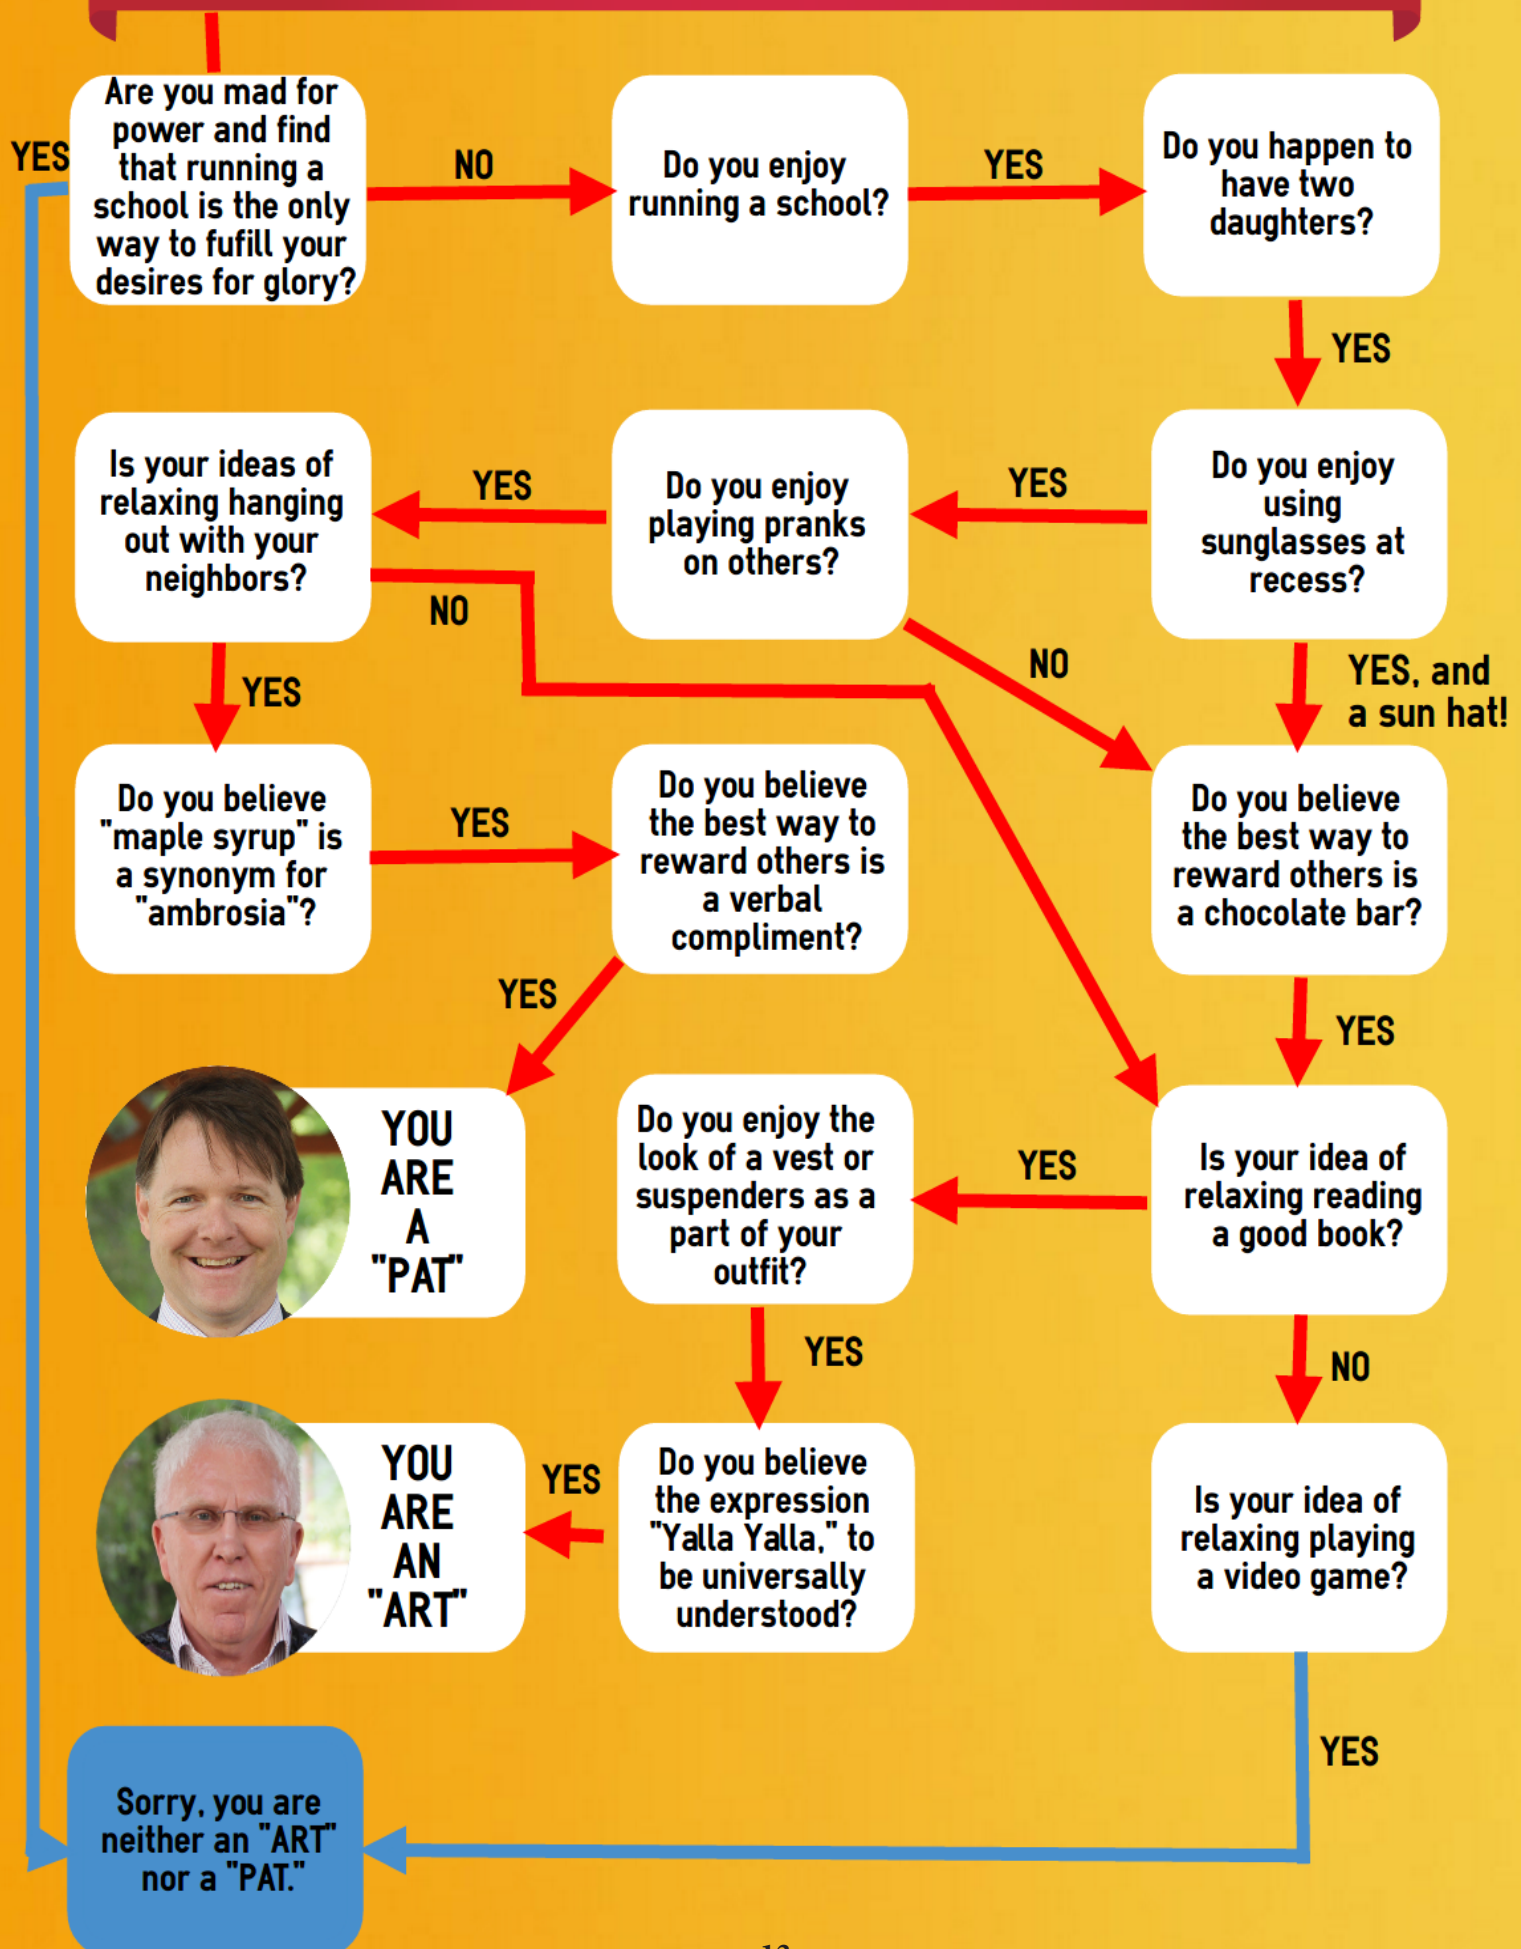 Are you mad for
power and find
that running a
school is the only
way to fufill your
desires for glory?
YES
NO
Do you enjoy
running a school?
YES
Do you happen to
have two
daughters?
YES
Is your ideas of
relaxing hanging
out with your
neighbors?
YES
Do you enjoy
playing pranks
on others?
YES
Do you enjoy
using
sunglasses at
recess?
NO
NO
YES, and
a sun hat!
YES
Do you believe
"maple syrup" is
a synonym for
"ambrosia"?
YES
Do you believe
the best way to
reward others is
a verbal
compliment?
Do you believe
the best way to
reward others is
a chocolate bar?
YES
YES
YOU
ARE
A
"PAT"
Do you enjoy the
look of a vest or
suspenders as a
part of your
outfit?
YES
Is your idea of
relaxing reading
a good book?
YES
NO
YOU
ARE
AN
"ART"
YES
Do you believe
the expression
"Yalla Yalla," to
be universally
understood?
Is your idea of
relaxing playing
a video game?
YES
Sorry, you are
neither an "ART"
nor a "PAT."